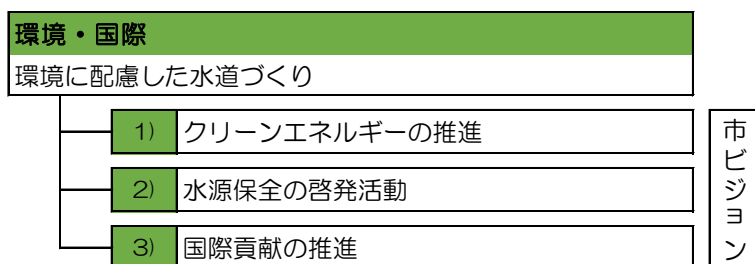 環境・国際
環境に配慮した水道づくり
1) クリーンエネルギーの推進
2) 水源保全の啓発活動
3) 国際貢献の推進
市ビジョン